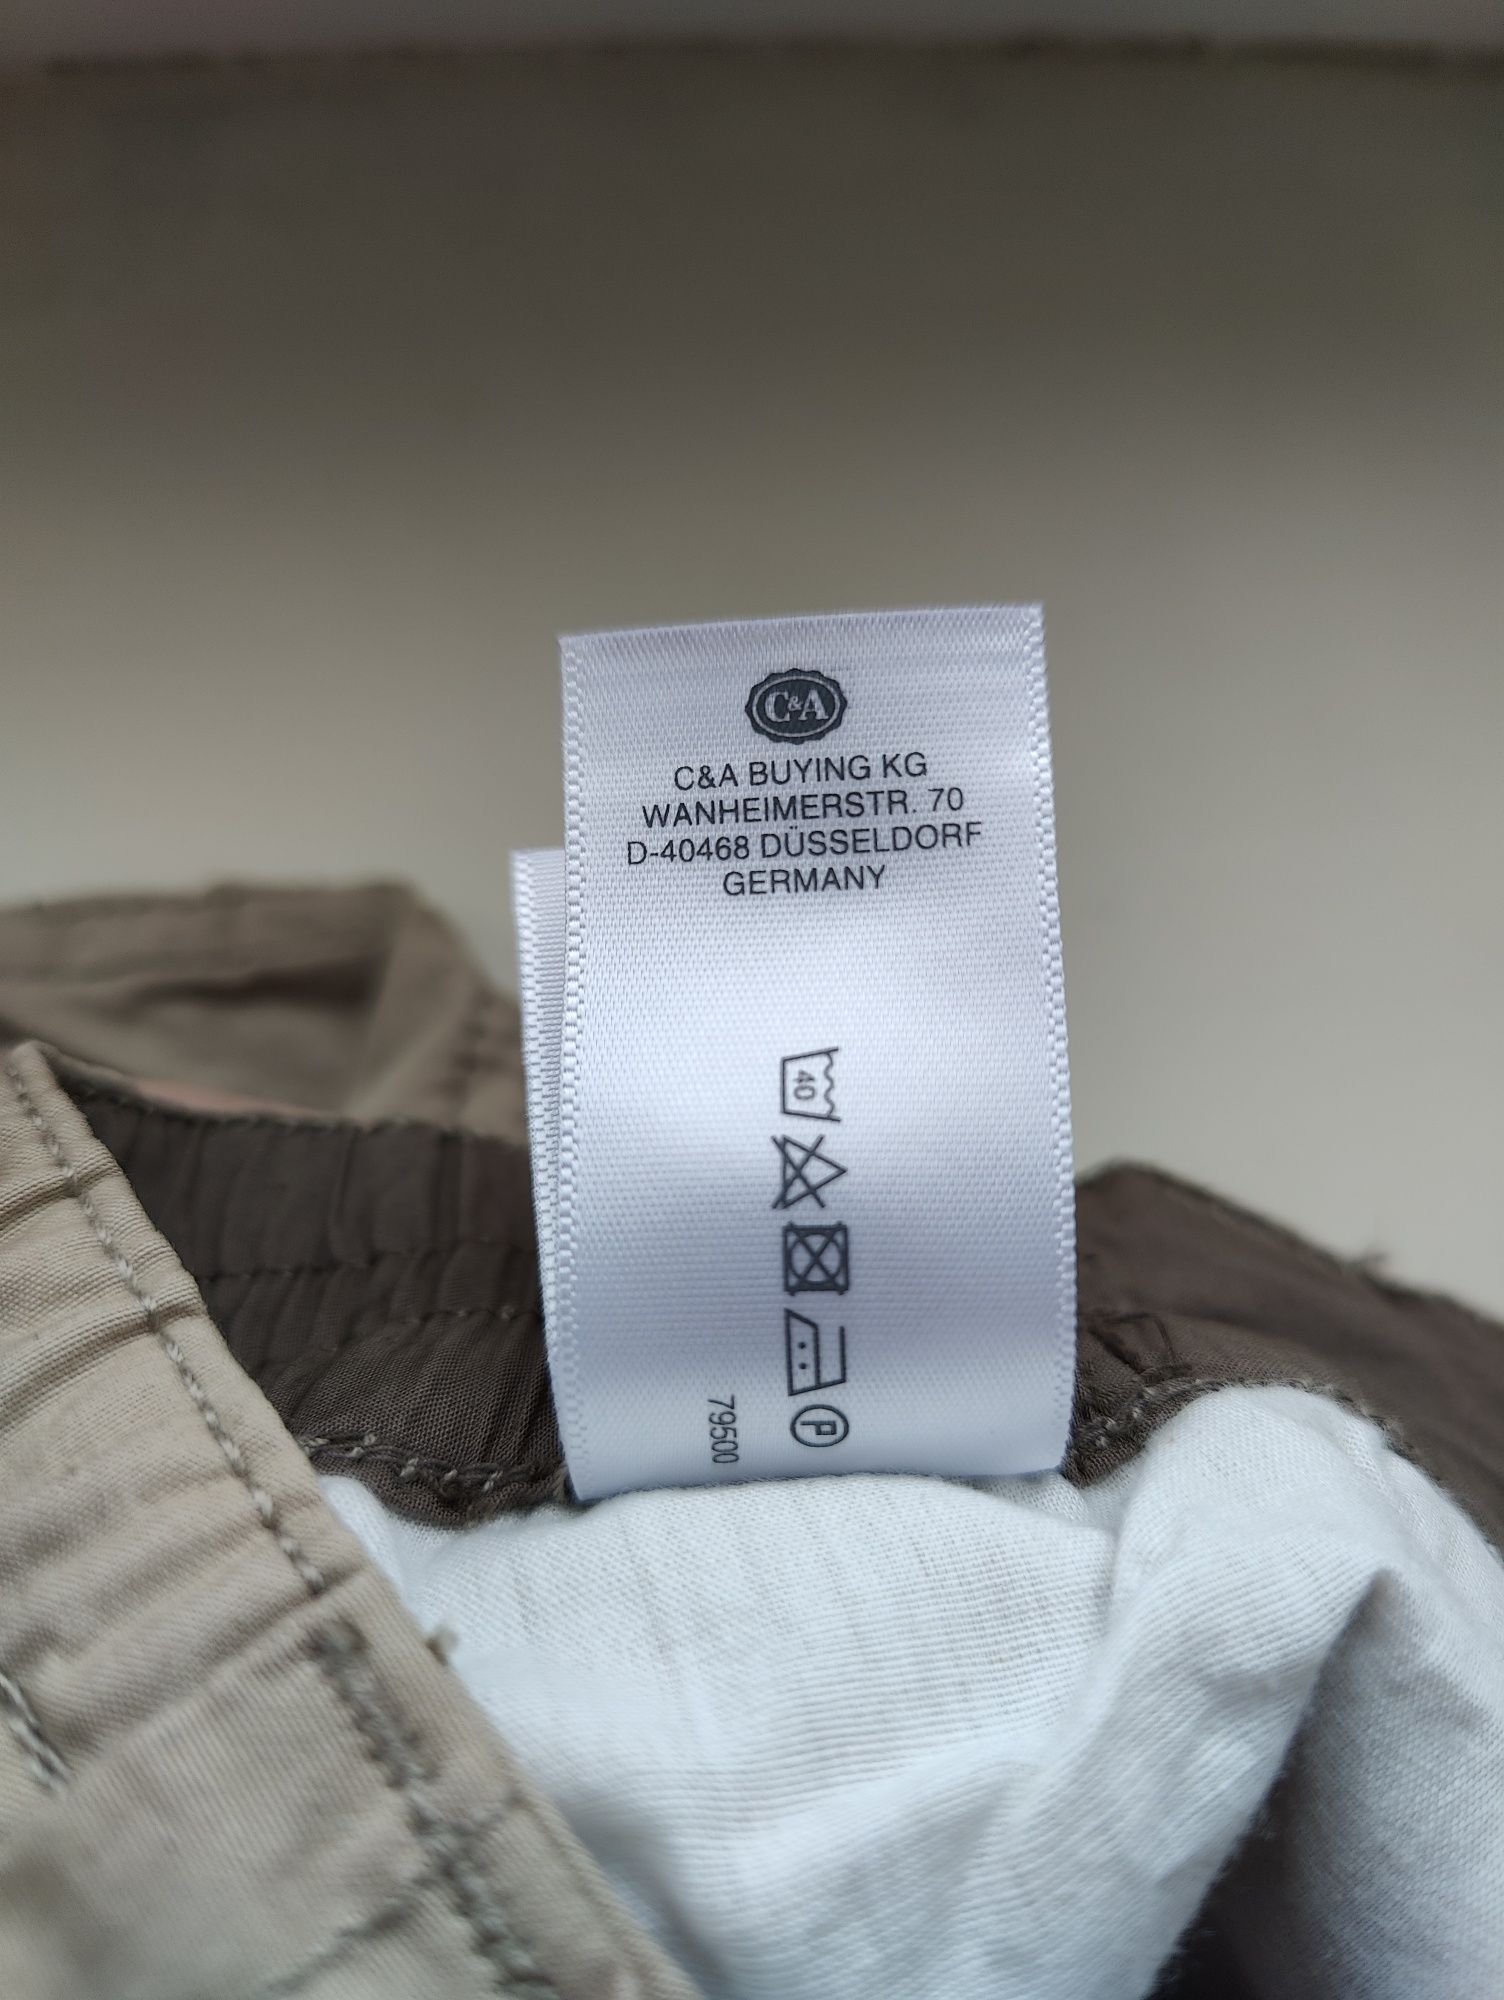 C&A
C&A BUYING KG
WANHEIMERSTR. 70
D-40468 DÜSSELDORF
GERMANY
40
P
79500